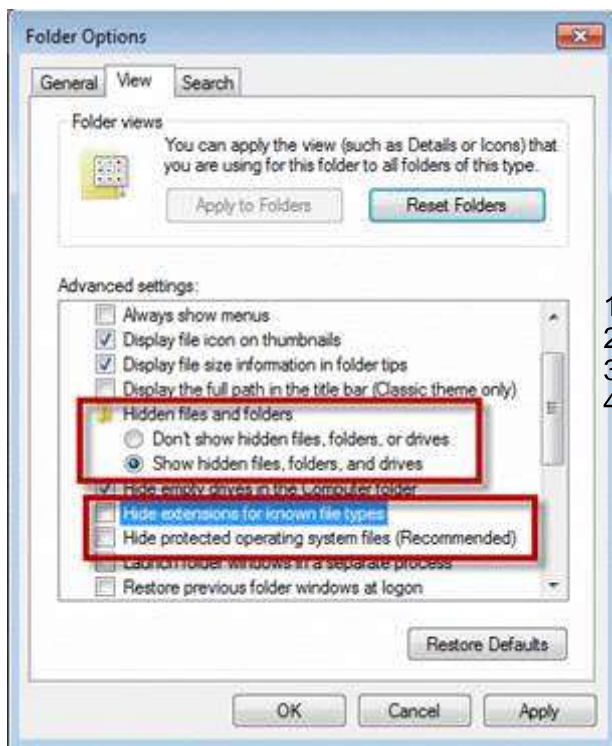 Folder Options
General View Search
Folder views
You can apply the view (such as Details or Icons) that
you are using for this folder to all folders of this type.
Apply to Folders Reset Folders
Advanced settings:
Always show menus
Display file icon on thumbnails
Display file size information in folder tips
Display the full path in the title bar (Classic theme only)
Hidden files and folders
Don't show hidden files, folders, or drives
Show hidden files, folders, and drives
Hide empty drives in the Computer folder
Hide extensions for known file types
Hide protected operating system files (Recommended)
Launch folder windows in a separate process
Restore previous folder windows at logon
Restore Defaults
OK Cancel Apply
1
2
3
4